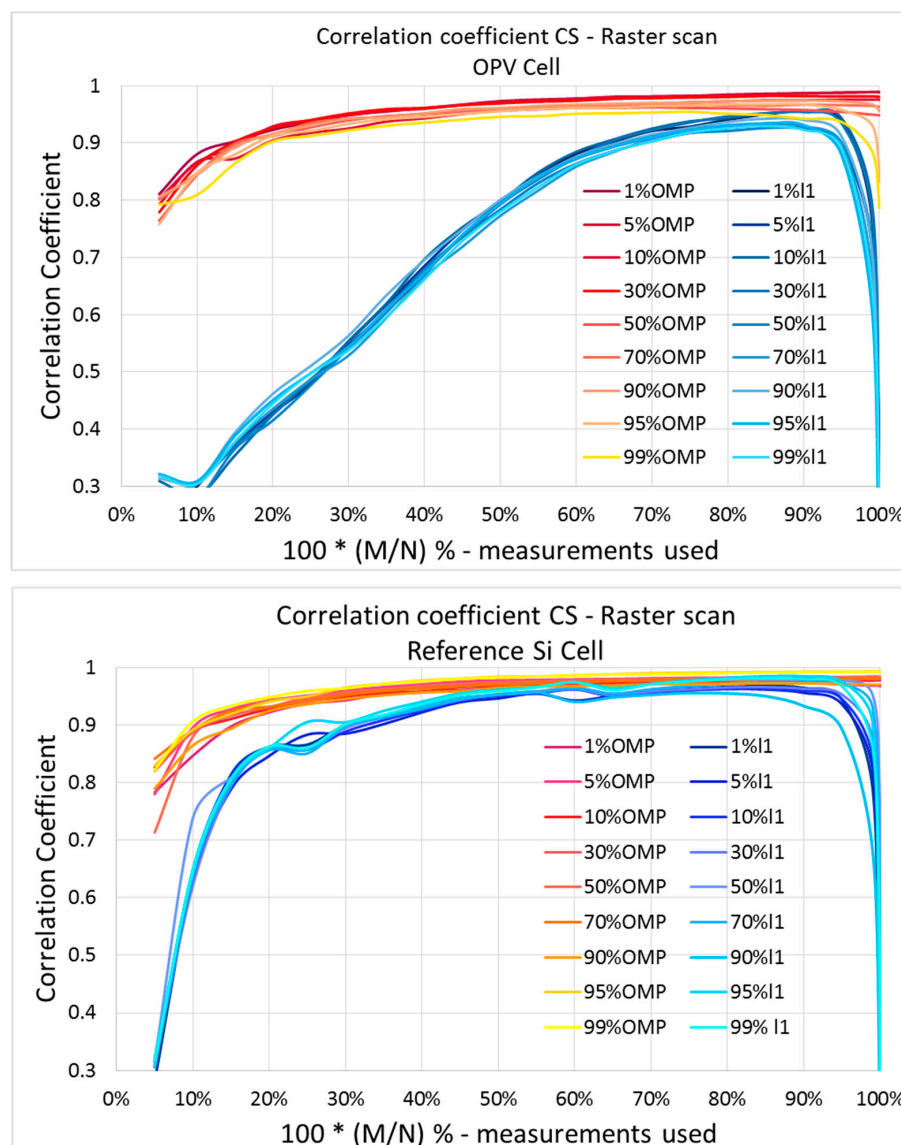 Correlation coefficient CS - Raster scan
OPV Cell
Correlation Coefficient
1
0.9
0.8
0.7
0.6
0.5
0.4
0.3
1%OMP 1%l1
5%OMP 5%l1
10%OMP 10%l1
30%OMP 30%l1
50%OMP 50%l1
70%OMP 70%l1
90%OMP 90%l1
95%OMP 95%l1
99%OMP 99%l1
0% 10% 20% 30% 40% 50% 60% 70% 80% 90% 100%
100 * (M/N) % - measurements used
Correlation coefficient CS - Raster scan
Reference Si Cell
Correlation Coefficient
1
0.9
0.8
0.7
0.6
0.5
0.4
0.3
1%OMP 1%l1
5%OMP 5%l1
10%OMP 10%l1
30%OMP 30%l1
50%OMP 50%l1
70%OMP 70%l1
90%OMP 90%l1
95%OMP 95%l1
99%OMP 99% l1
0% 10% 20% 30% 40% 50% 60% 70% 80% 90% 100%
100 * (M/N) % - measurements used